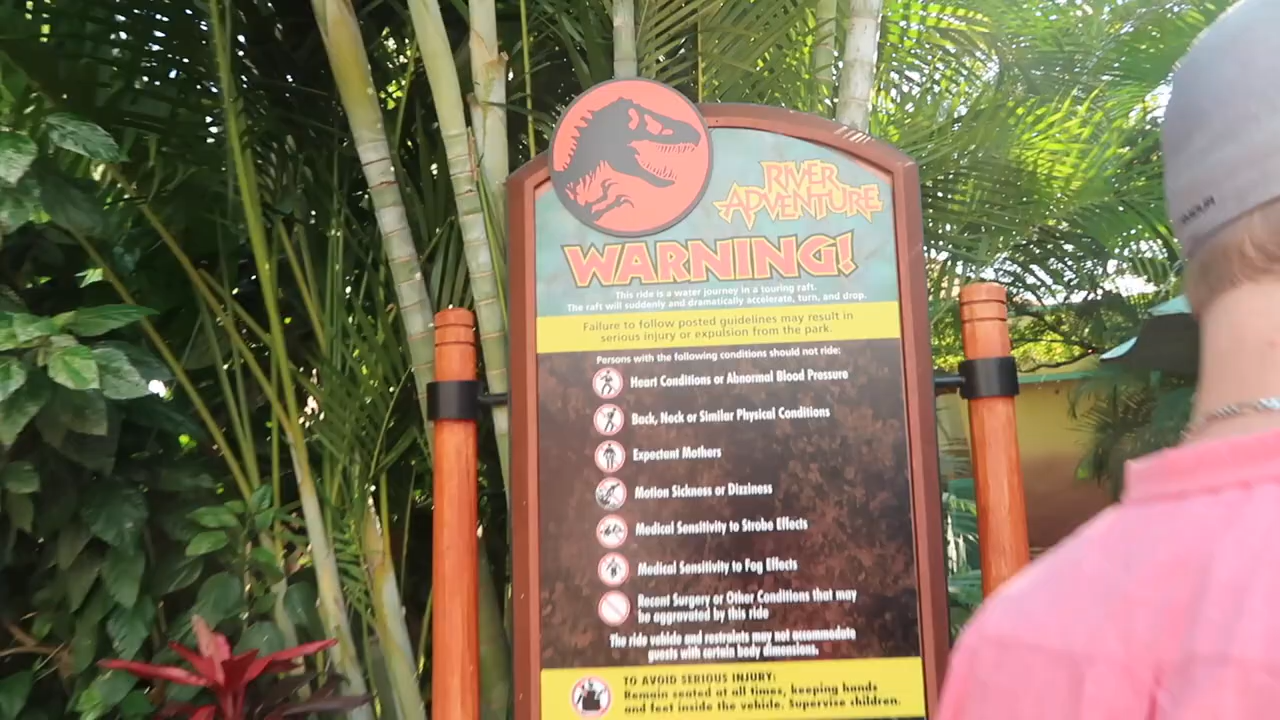 RIVER
ADVENTURE
WARNING!
This ride is a water journey in a touring raft.
The raft will suddenly and dramatically accelerate, turn, and drop.
Failure to follow posted guidelines may result in
serious injury or expulsion from the park.
Persons with the following conditions should not ride:
Heart Conditions or Abnormal Blood Pressure
Back, Neck or Similar Physical Conditions
Expectant Mothers
Motion Sickness or Dizziness
Medical Sensitivity to Strobe Effects
Medical Sensitivity to Fog Effects
Recent Surgery or Other Conditions that may
be aggravated by this ride
The ride vehicle and restraints may not accommodate
guests with certain body dimensions.
TO AVOID SERIOUS INJURY:
Remain seated at all times, keeping hands
and feet inside the vehicle. Supervise children.